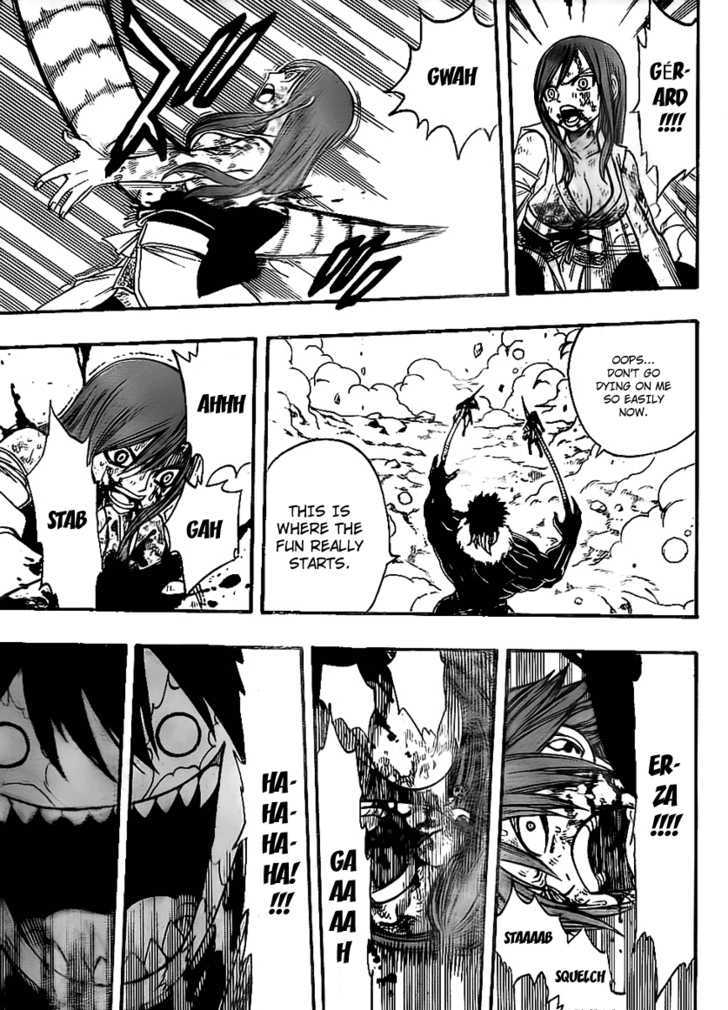 GÉR-
ARD
!!!!
GWAH
OOPS...
DON'T GO
DYING ON ME
SO EASILY
NOW.
THIS IS
WHERE THE
FUN REALLY
STARTS.
AHHH
GAH
STAB
ER-
ZA
!!!!
STAAAAB
SQUELCH
GA
AA
AA
H
HA-
HA-
HA-
HA!
!!!